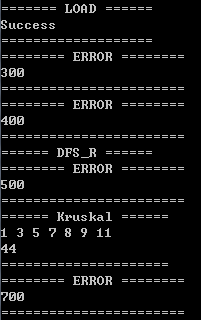 ======= LOAD ======
Success
===================
======== ERROR ========
300
=======================
======== ERROR ========
400
=======================
====== DFS_R ======
======== ERROR ========
500
=======================
====== Kruskal ======
1 3 5 7 8 9 11
44
=====================
======== ERROR ========
700
=======================